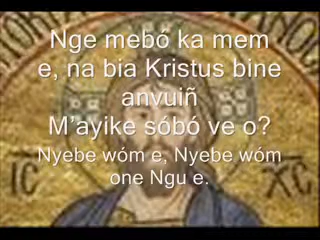 Nge mebó ka mem
e, na bia Kristus bine
anvuiñ
M'ayike sóbó ve o?
Nyebe wóm e, Nyebe wóm
one Ngu e.